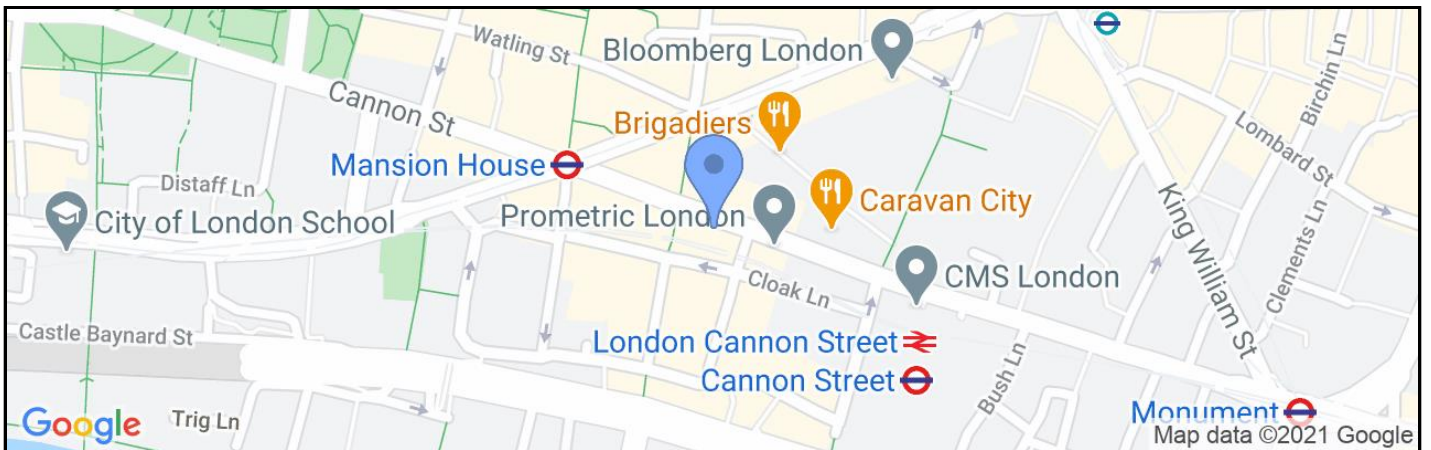 Watling St
Bloomberg London
Birchin Ln
Cannon St
Brigadiers
Lombard St
Mansion House
Distaff Ln
City of London School
Prometric London
Caravan City
King William St
Clements Ln
Cloak Ln
CMS London
Castle Baynard St
London Cannon Street
Cannon Street
Bush Ln
Google
Trig Ln
Monument
Map data ©2021 Google